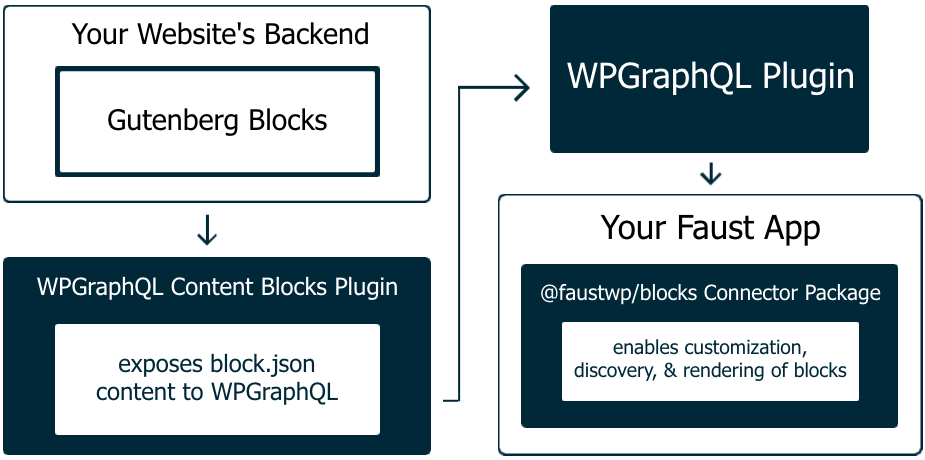 Your Website's Backend
Gutenberg Blocks
WPGraphQL Content Blocks Plugin
exposes block.json
content to WPGraphQL
WPGraphQL Plugin
Your Faust App
@faustwp/blocks Connector Package
enables customization,
discovery, & rendering of blocks